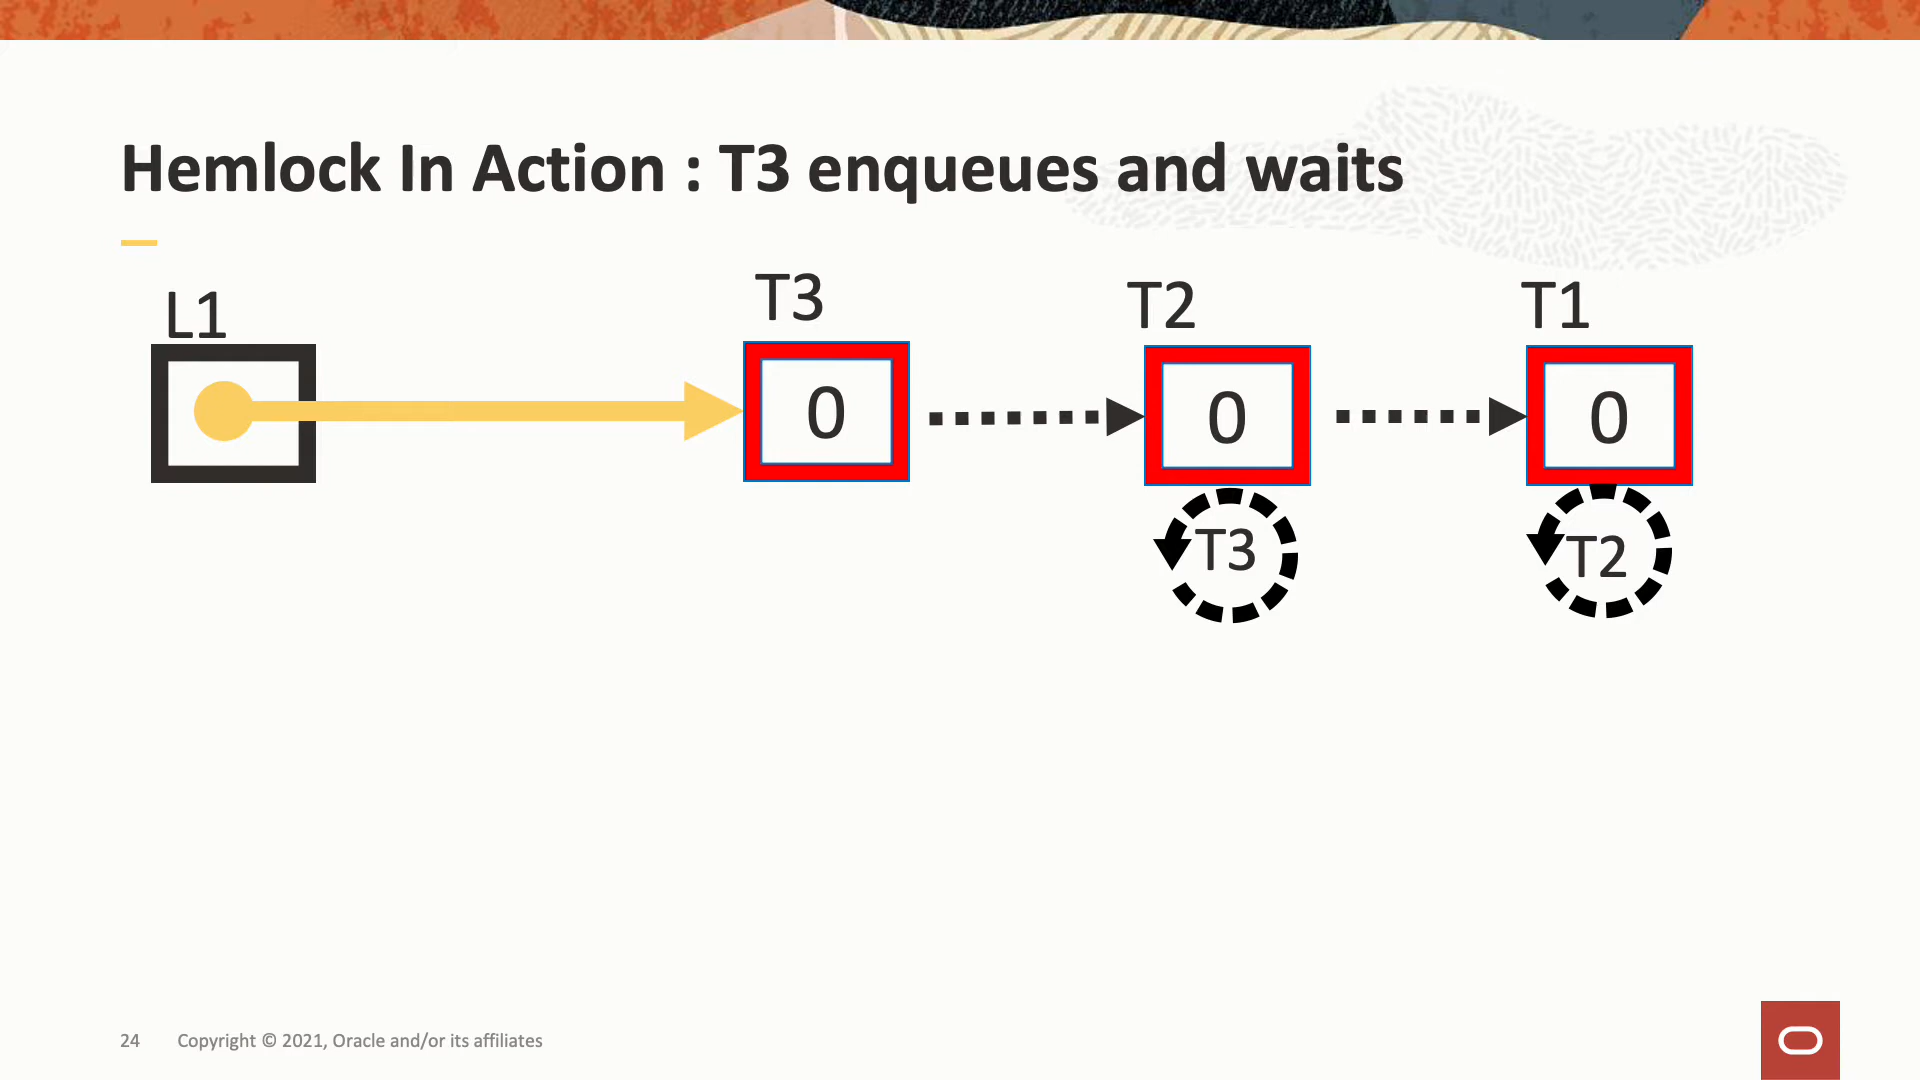 Hemlock In Action : T3 enqueues and waits
L1
T3
T2
T1
0
0
0
T3
T2
24
Copyright © 2021, Oracle and/or its affiliates